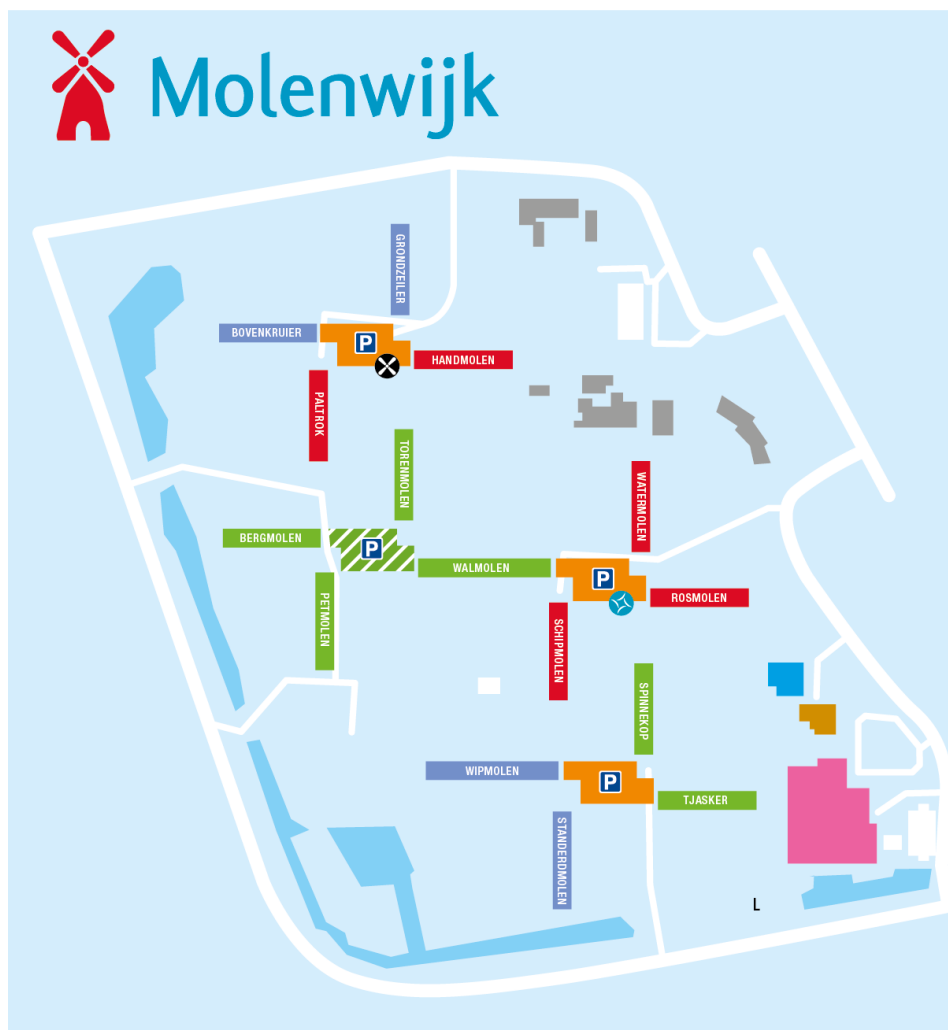 Molenwijk
GRONDZEILER
BOVENKRUIER
P
HANDMOLEN
PALTROK
TORENMOLEN
WATERMOLEN
BERGMOLEN
P
WALMOLEN
P
PETMOLEN
ROSMOLEN
SCHIPMOLEN
SPINNEKOP
WIPMOLEN
P
TJASKER
STANDERDMOLEN
L